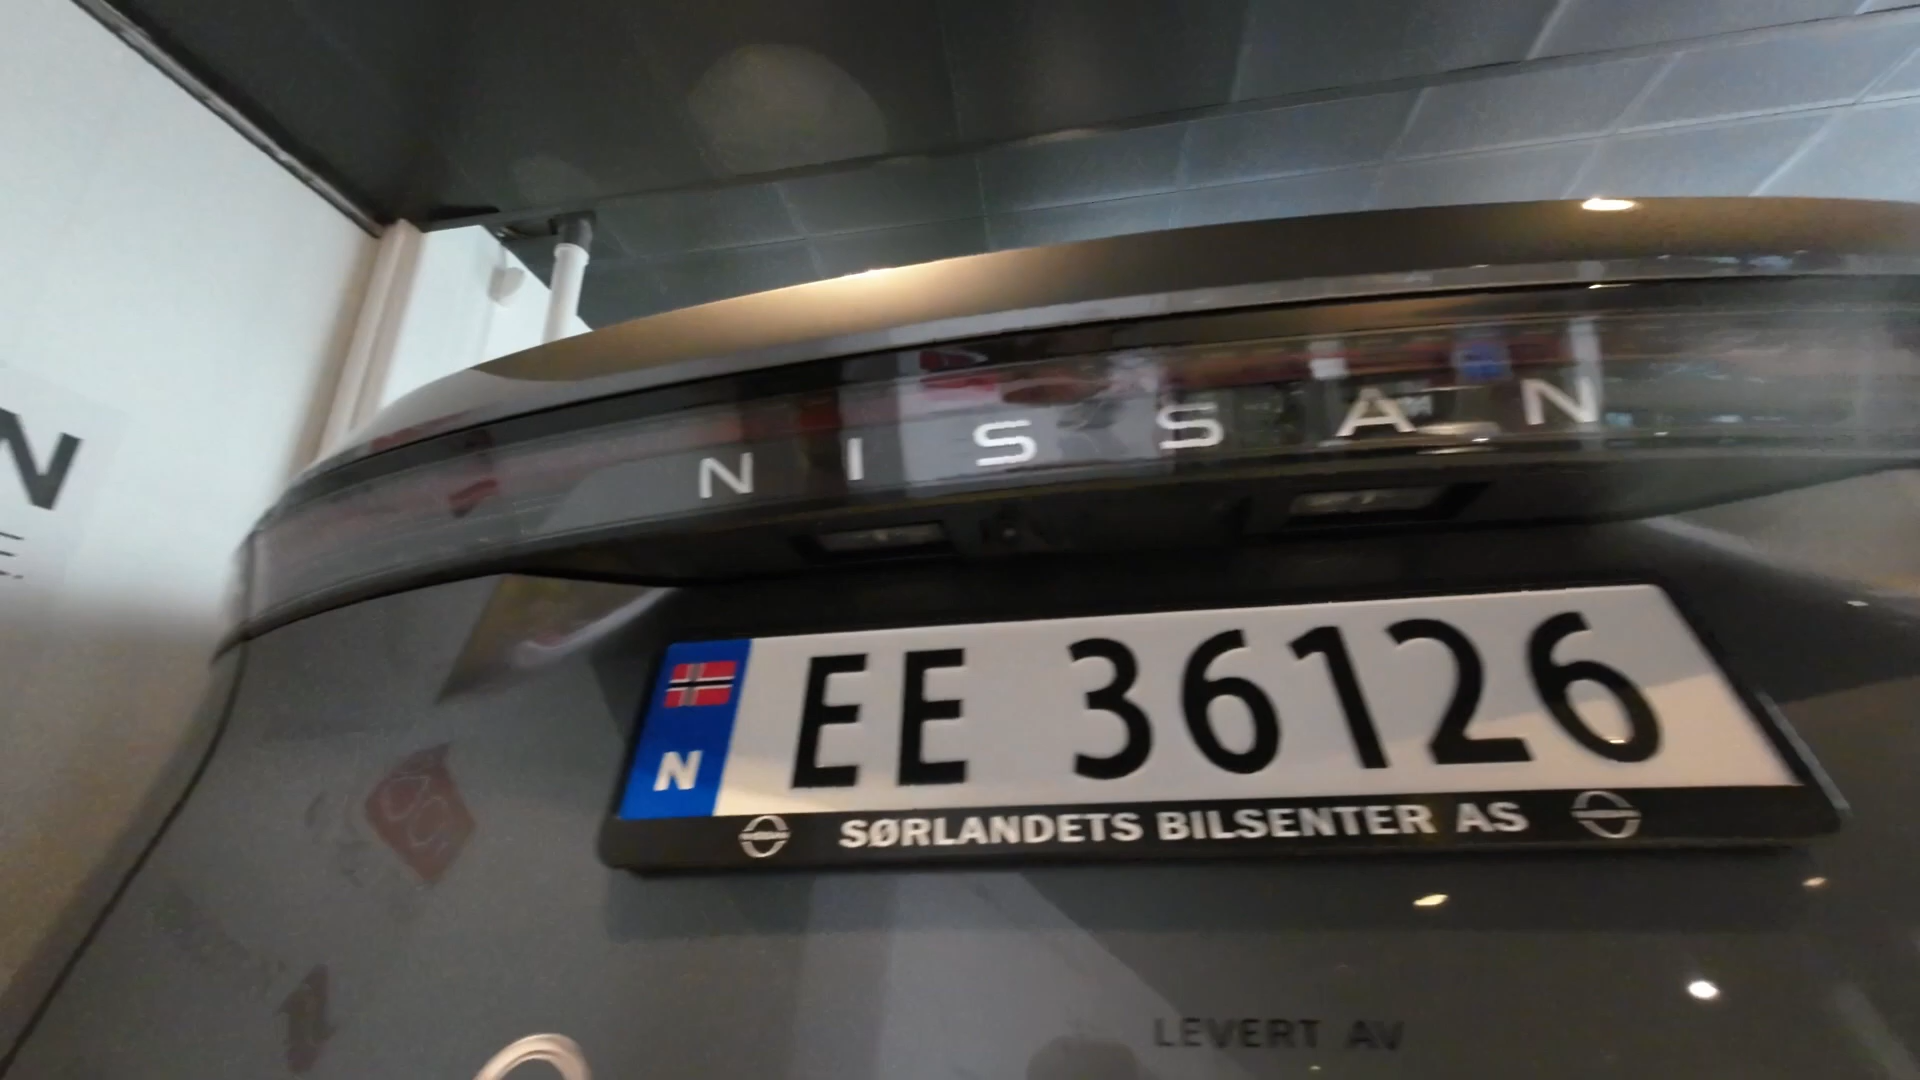 N
E.
NISSAN
N
EE 36126
SØRLANDETS BILSENTER AS
LEVERT AV